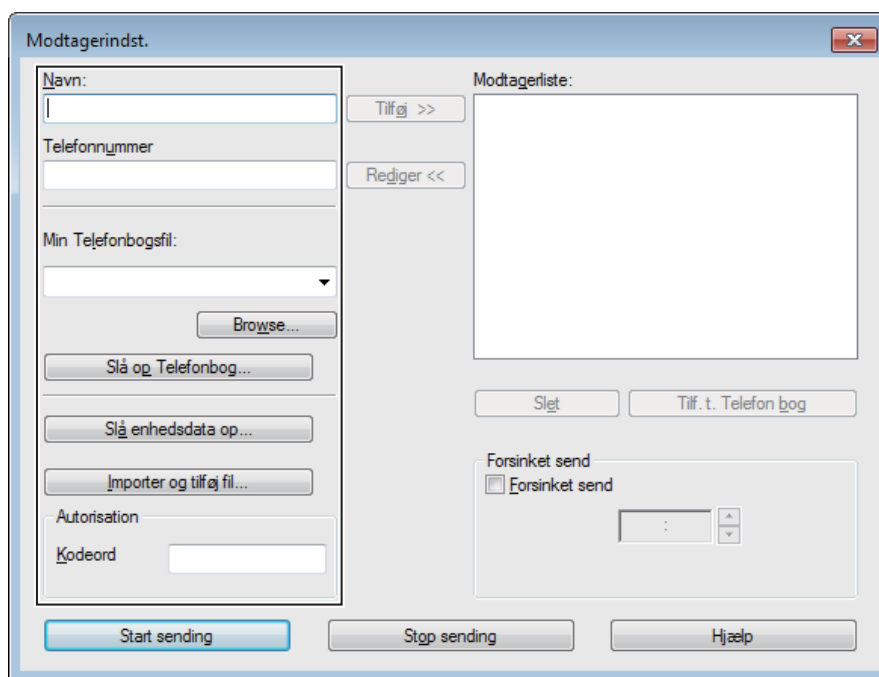 Modtagerindst.
Navn:
Tilføj >>
Telefonnummer
Rediger <<
Min Telefonbogsfil:
Browse...
Slå op Telefonbog...
Slå enhedsdata op...
Importer og tilføj fil...
Autorisation
Kodeord
Modtagerliste:
Slet
Tilf. t. Telefon bog
Forsinket send
Forsinket send
:
Start sending
Stop sending
Hjælp